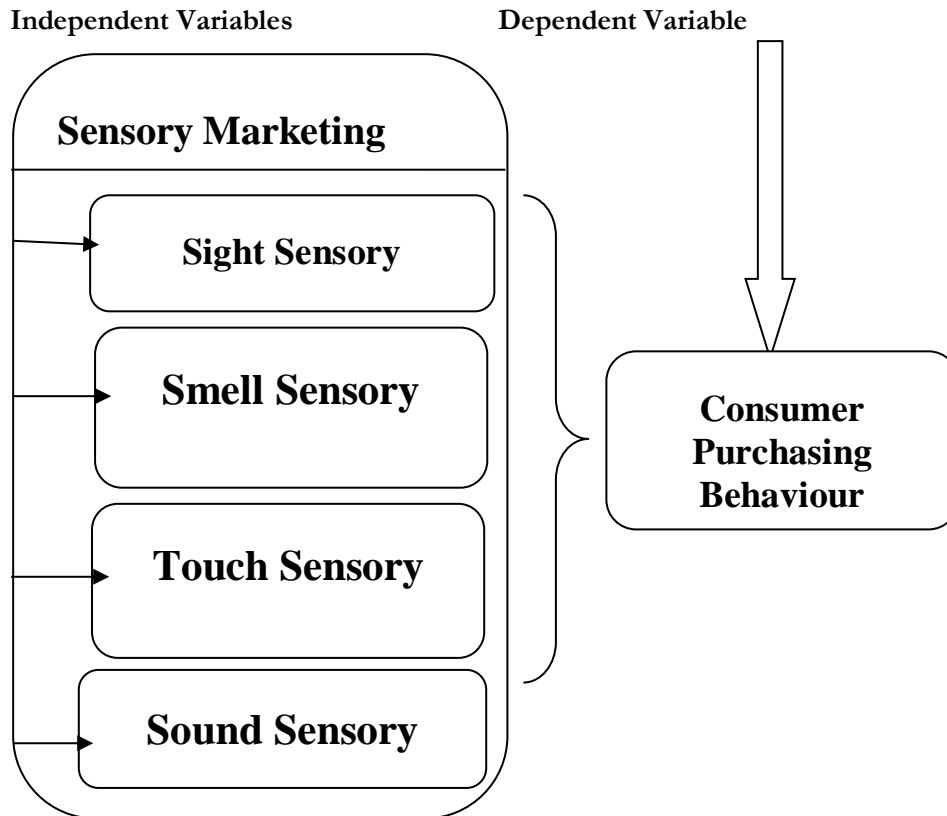 Independent Variables
Dependent Variable
Sensory Marketing
Sight Sensory
Smell Sensory
Touch Sensory
Sound Sensory
Consumer
Purchasing
Behaviour